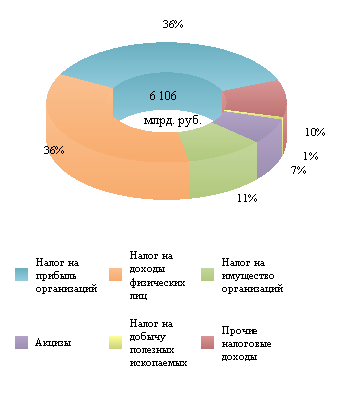 36%
6 106
млрд. руб.
10%
1%
7%
36%
11%
Налог на
прибыль
организаций
Налог на
доходы
физических
лиц
Налог на
имущество
организаций
Акцизы
Налог на
добычу
полезных
ископаемых
Прочие
налоговые
доходы